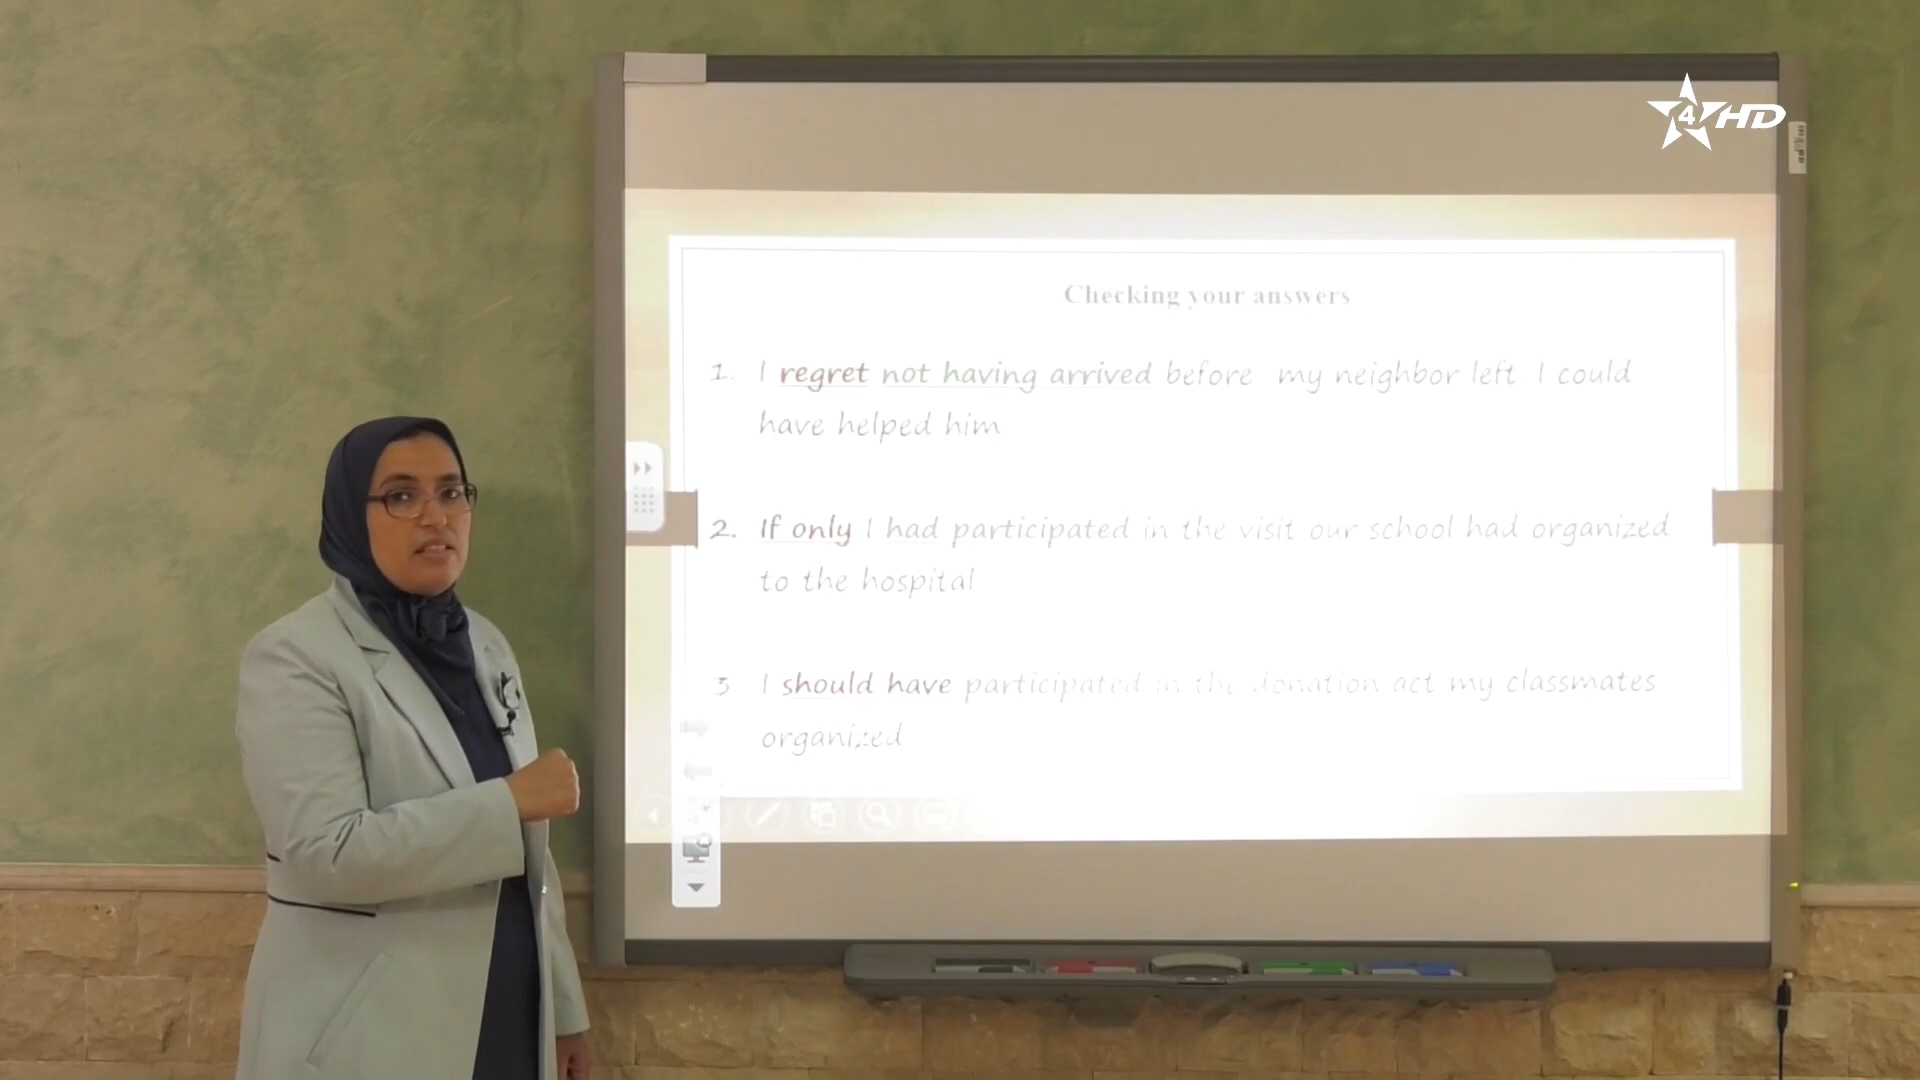 4 HD
Checking your answers
1. I regret not having arrived before my neighbor left I could
have helped him
2. If only I had participated in the visit our school had organized
to the hospital
3 I should have participated in the donation act my classmates
organized